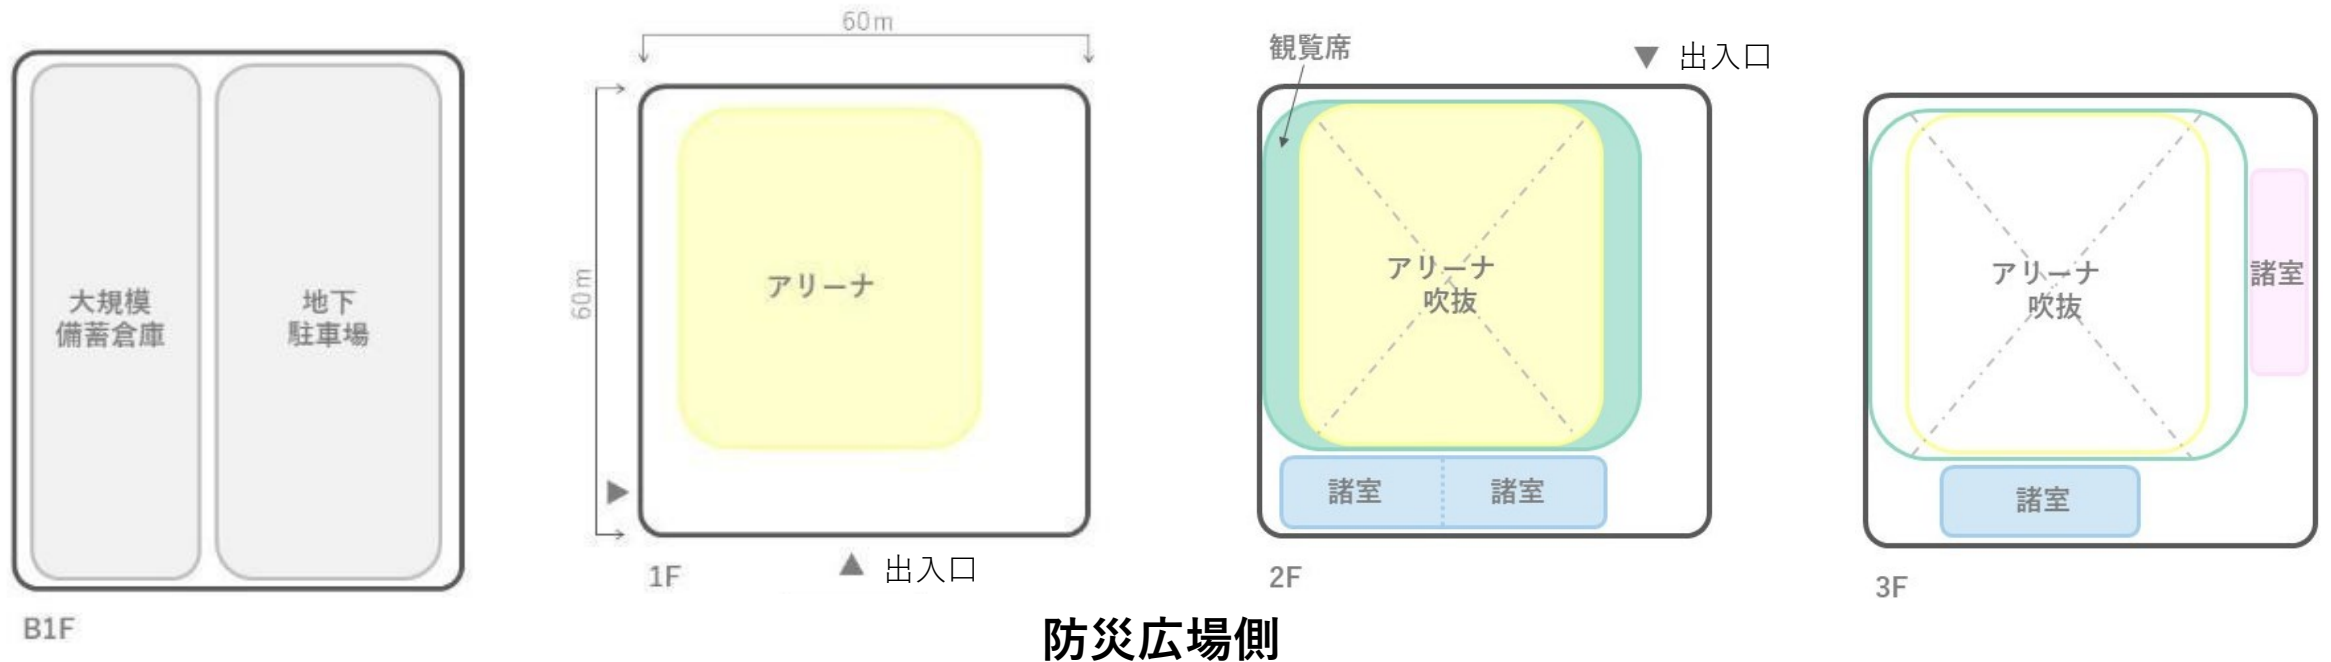 大規模
備蓄倉庫
地下
駐車場
B1F
60m
60m
アリーナ
1F
出入口
観覧席
出入口
アリーナ
吹抜
諸室
諸室
2F
アリーナ
吹抜
諸室
諸室
3F
防災広場側